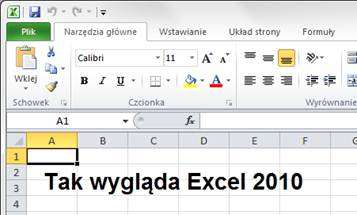 Plik Narzędzia główne Wstawianie Układ strony Formuły
Calibri 11 A A
Wklej B I U A
Schowek Czcionka Wyrównanie
A1 fx
A B C D E F G
1
2
3
Tak wygląda Excel 2010
4